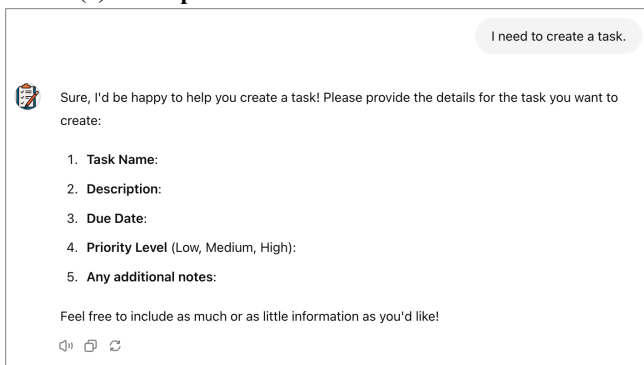 I need to create a task.
Sure, I'd be happy to help you create a task! Please provide the details for the task you want to
create:
1. Task Name:
2. Description:
3. Due Date:
4. Priority Level (Low, Medium, High):
5. Any additional notes:
Feel free to include as much or as little information as you'd like!